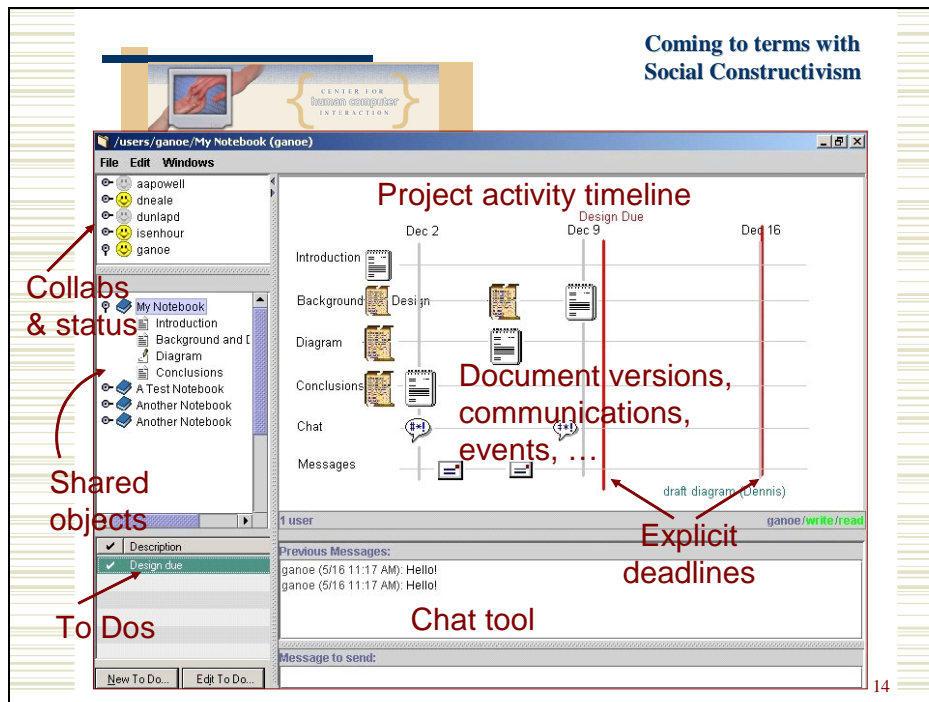 Coming to terms with
Social Constructivism
CENTER FOR
human computer
INTERACTION
/users/ganoe/My Notebook (ganoe)
File Edit Windows
aapowell
dneale
dunlapd
isenhour
ganoe
Collabs
& status
My Notebook
Introduction
Background and D
Diagram
Conclusions
A Test Notebook
Another Notebook
Another Notebook
Shared
objects
Description
Design due
To Dos
New To Do...
Edit To Do...
Project activity timeline
Design Due
Dec 2
Dec 9
Dec 16
Introduction
Background
Design
Diagram
Conclusions
Chat
#*!
#*!
Messages
Document versions,
communications,
events, …
draft diagram (Dennis)
1 user
ganoe/write/read
Explicit
deadlines
Previous Messages:
ganoe (5/16 11:17 AM): Hello!
ganoe (5/16 11:17 AM): Hello!
Chat tool
Message to send:
14